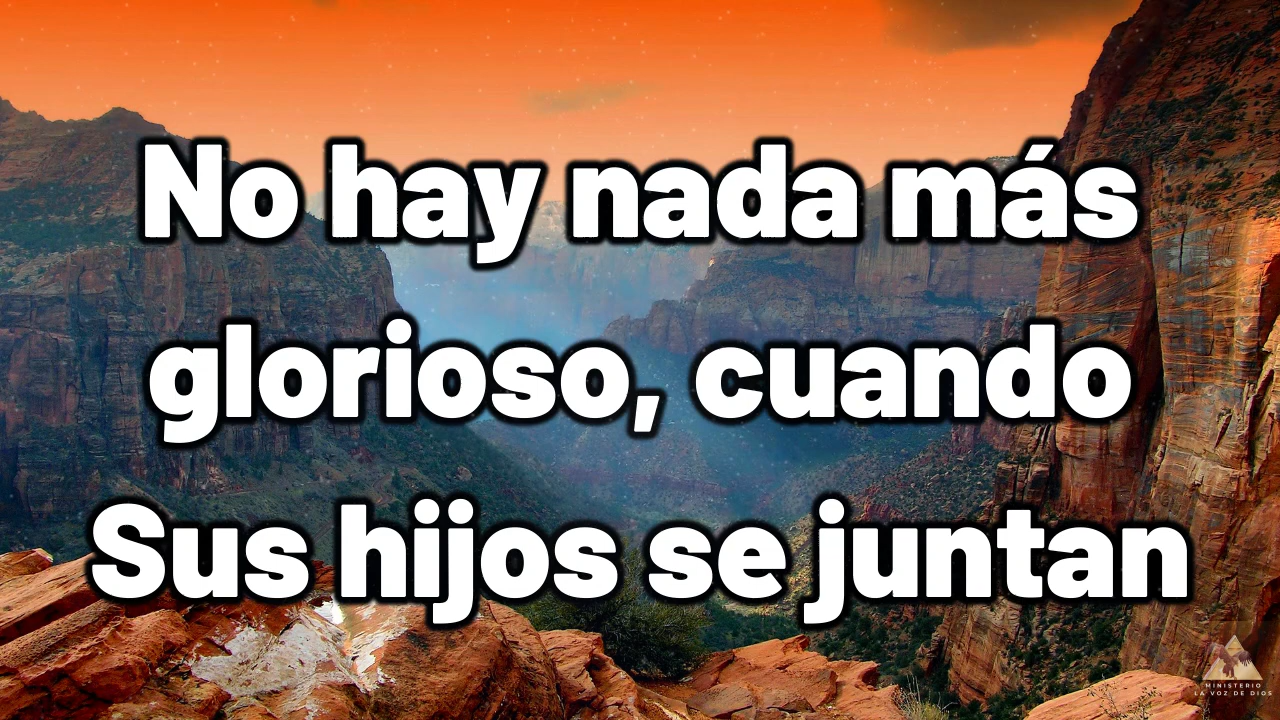 No hay nada más
glorioso, cuando
Sus hijos se juntan
MINISTERIO
LA VOZ DE DIOS